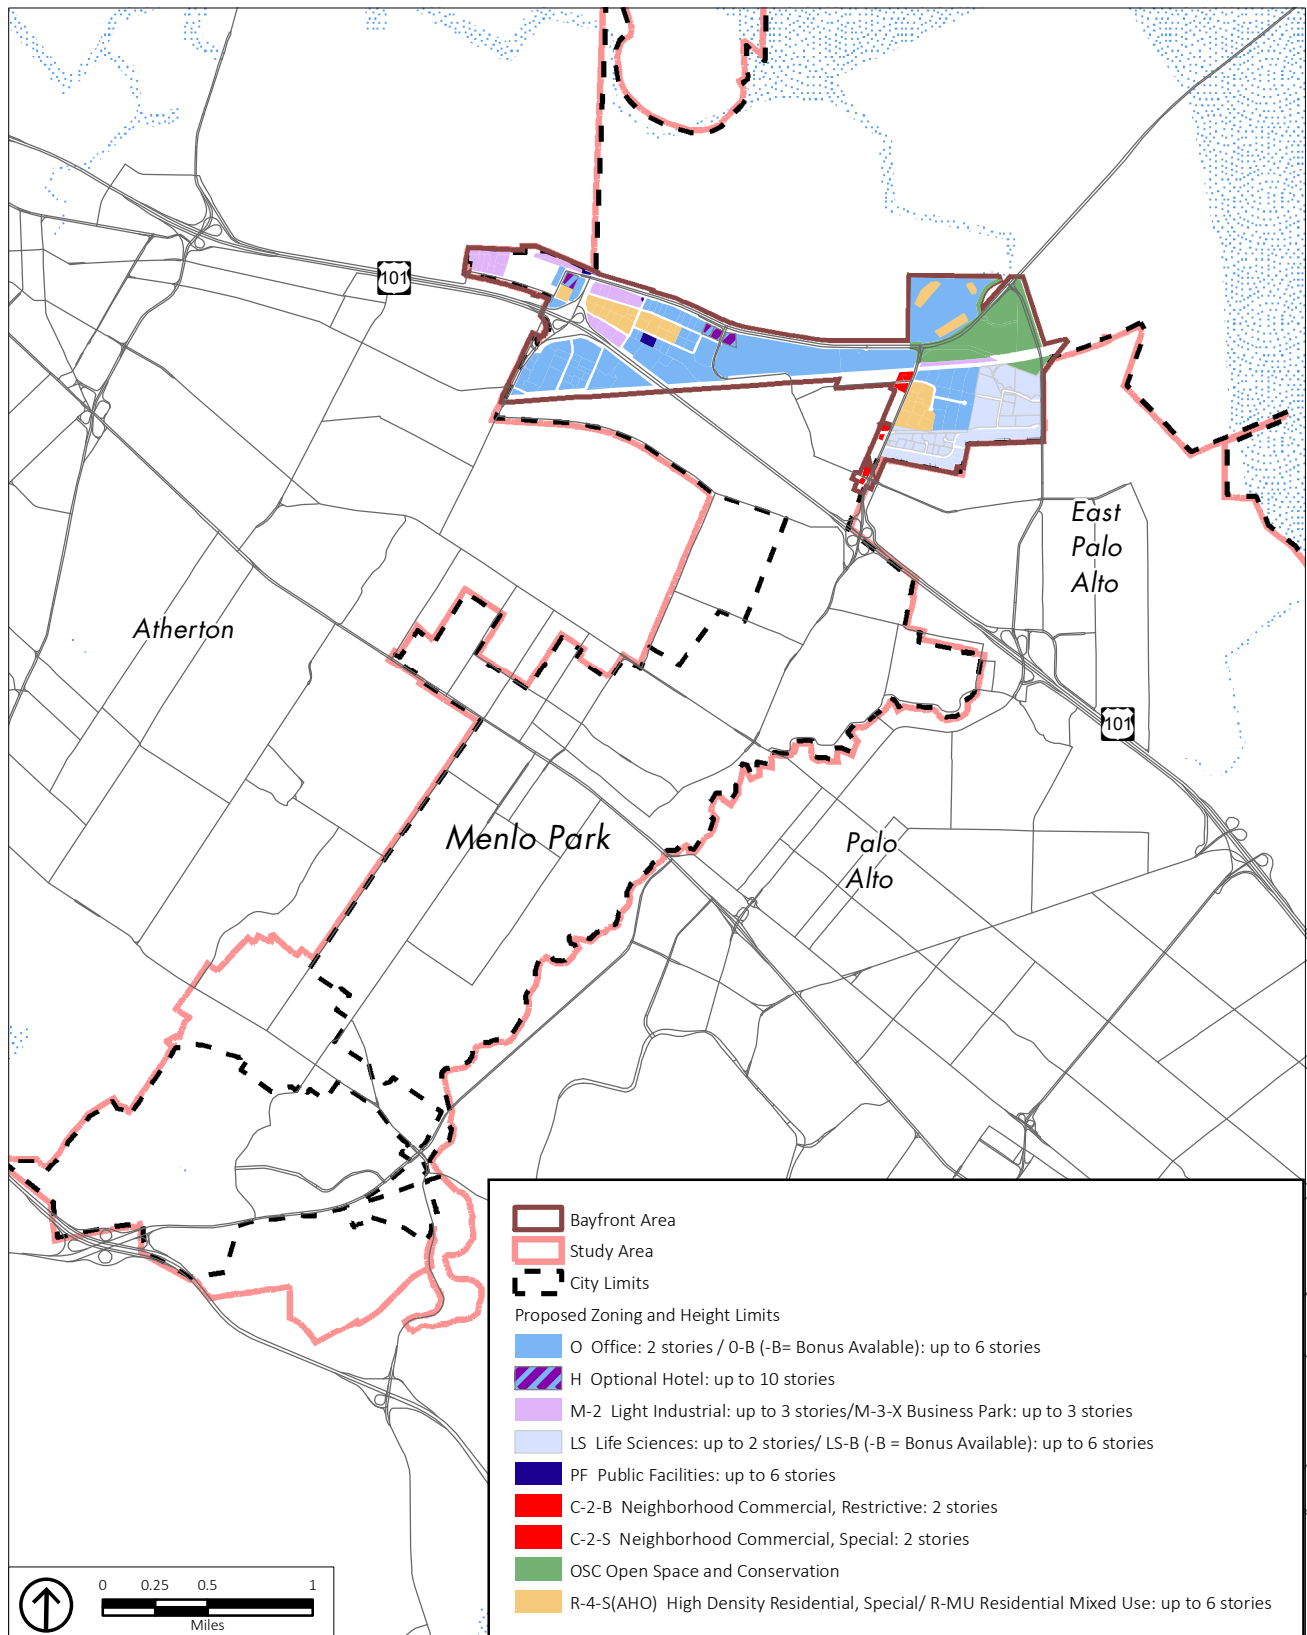 101
East
Palo
Alto
Atherton
101
Menlo Park
Palo
Alto
Bayfront Area
Study Area
City Limits
Proposed Zoning and Height Limits
O Office: 2 stories / 0-B (-B= Bonus Avalable): up to 6 stories
H Optional Hotel: up to 10 stories
M-2 Light Industrial: up to 3 stories/M-3-X Business Park: up to 3 stories
LS Life Sciences: up to 2 stories/ LS-B (-B = Bonus Available): up to 6 stories
PF Public Facilities: up to 6 stories
C-2-B Neighborhood Commercial, Restrictive: 2 stories
C-2-S Neighborhood Commercial, Special: 2 stories
OSC Open Space and Conservation
R-4-S(AHO) High Density Residential, Special/ R-MU Residential Mixed Use: up to 6 stories
0 0.25 0.5 1
Miles